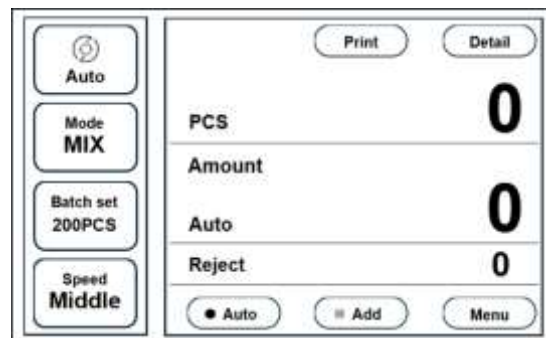 Auto
Mode
MIX
Batch set
200PCS
Speed
Middle
Print
Detail
PCS
0
Amount
Auto
0
Reject
0
Auto
Add
Menu